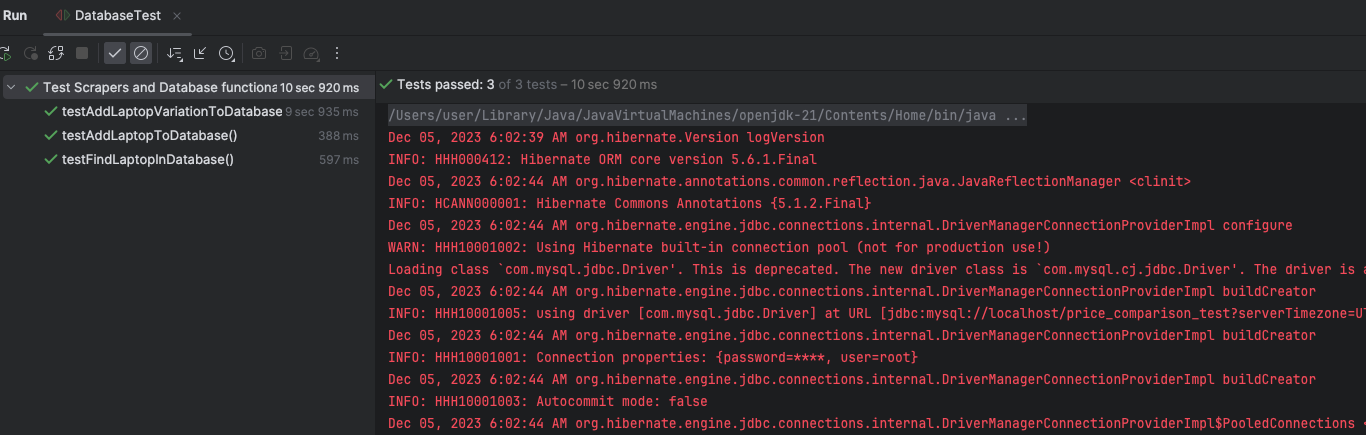 Run DatabaseTest
Test Scrapers and Database functiona 10 sec 920 ms
testAddLaptopVariationToDatabase 9 sec 935 ms
testAddLaptopToDatabase() 388 ms
testFindLaptopInDatabase() 597 ms
Tests passed: 3 of 3 tests – 10 sec 920 ms
/Users/user/Library/Java/JavaVirtualMachines/openjdk-21/Contents/Home/bin/java ...
Dec 05, 2023 6:02:39 AM org.hibernate.Version logVersion
INFO: HHH000412: Hibernate ORM core version 5.6.1.Final
Dec 05, 2023 6:02:44 AM org.hibernate.annotations.common.reflection.java.JavaReflectionManager <clinit>
INFO: HCANN000001: Hibernate Commons Annotations {5.1.2.Final}
Dec 05, 2023 6:02:44 AM org.hibernate.engine.jdbc.connections.internal.DriverManagerConnectionProviderImpl configure
WARN: HHH10001002: Using Hibernate built-in connection pool (not for production use!)
Loading class `com.mysql.jdbc.Driver'. This is deprecated. The new driver class is `com.mysql.cj.jdbc.Driver'. The driver is a
Dec 05, 2023 6:02:44 AM org.hibernate.engine.jdbc.connections.internal.DriverManagerConnectionProviderImpl buildCreator
INFO: HHH10001005: using driver [com.mysql.jdbc.Driver] at URL [jdbc:mysql://localhost/price_comparison_test?serverTimezone=UT
Dec 05, 2023 6:02:44 AM org.hibernate.engine.jdbc.connections.internal.DriverManagerConnectionProviderImpl buildCreator
INFO: HHH10001001: Connection properties: {password=****, user=root}
Dec 05, 2023 6:02:44 AM org.hibernate.engine.jdbc.connections.internal.DriverManagerConnectionProviderImpl buildCreator
INFO: HHH10001003: Autocommit mode: false
Dec 05, 2023 6:02:44 AM org.hibernate.engine.jdbc.connections.internal.DriverManagerConnectionProviderImpl$PooledConnections